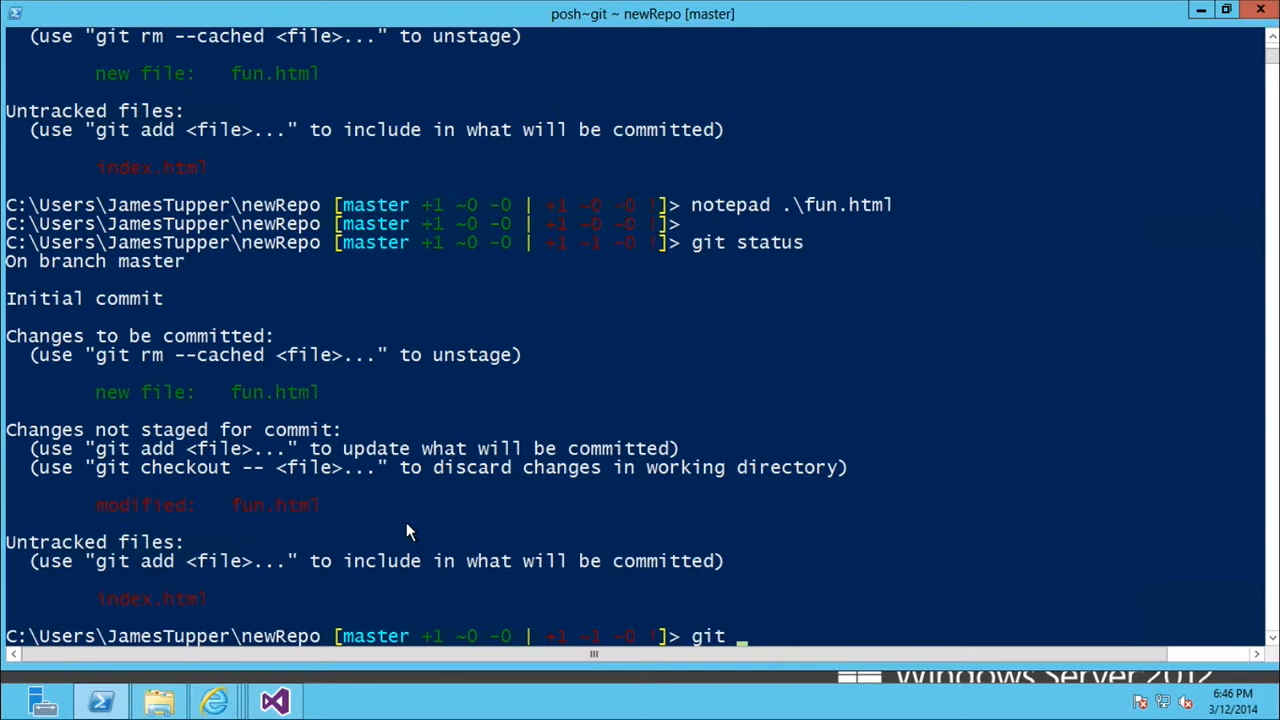 posh~git ~ newRepo [master]
(use "git rm --cached <file>..." to unstage)
new file: fun.html
Untracked files:
(use "git add <file>..." to include in what will be committed)
index.html
C:\Users\JamesTupper\newRepo [master +1 ~0 -0 | +1 ~0 -0 !]> notepad .\fun.html
C:\Users\JamesTupper\newRepo [master +1 ~0 -0 | +1 ~0 -0 !]>
C:\Users\JamesTupper\newRepo [master +1 ~0 -0 | +1 ~1 -0 !]> git status
On branch master
Initial commit
Changes to be committed:
(use "git rm --cached <file>..." to unstage)
new file: fun.html
Changes not staged for commit:
(use "git add <file>..." to update what will be committed)
(use "git checkout -- <file>..." to discard changes in working directory)
modified: fun.html
Untracked files:
(use "git add <file>..." to include in what will be committed)
index.html
C:\Users\JamesTupper\newRepo [master +1 ~0 -0 | +1 ~1 -0 !]> git _
Windows Server 2012
6:46 PM
3/12/2014